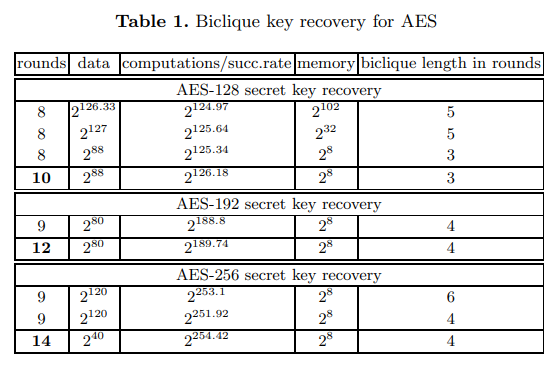 Table 1. Biclique key recovery for AES
rounds data computations/succ.rate memory biclique length in rounds
AES-128 secret key recovery
8 2^126.33 2^124.97 2^102 5
8 2^127 2^125.64 2^32 5
8 2^88 2^125.34 2^8 3
10 2^88 2^126.18 2^8 3
AES-192 secret key recovery
9 2^80 2^188.8 2^8 4
12 2^80 2^189.74 2^8 4
AES-256 secret key recovery
9 2^120 2^253.1 2^8 6
9 2^120 2^251.92 2^8 4
14 2^40 2^254.42 2^8 4